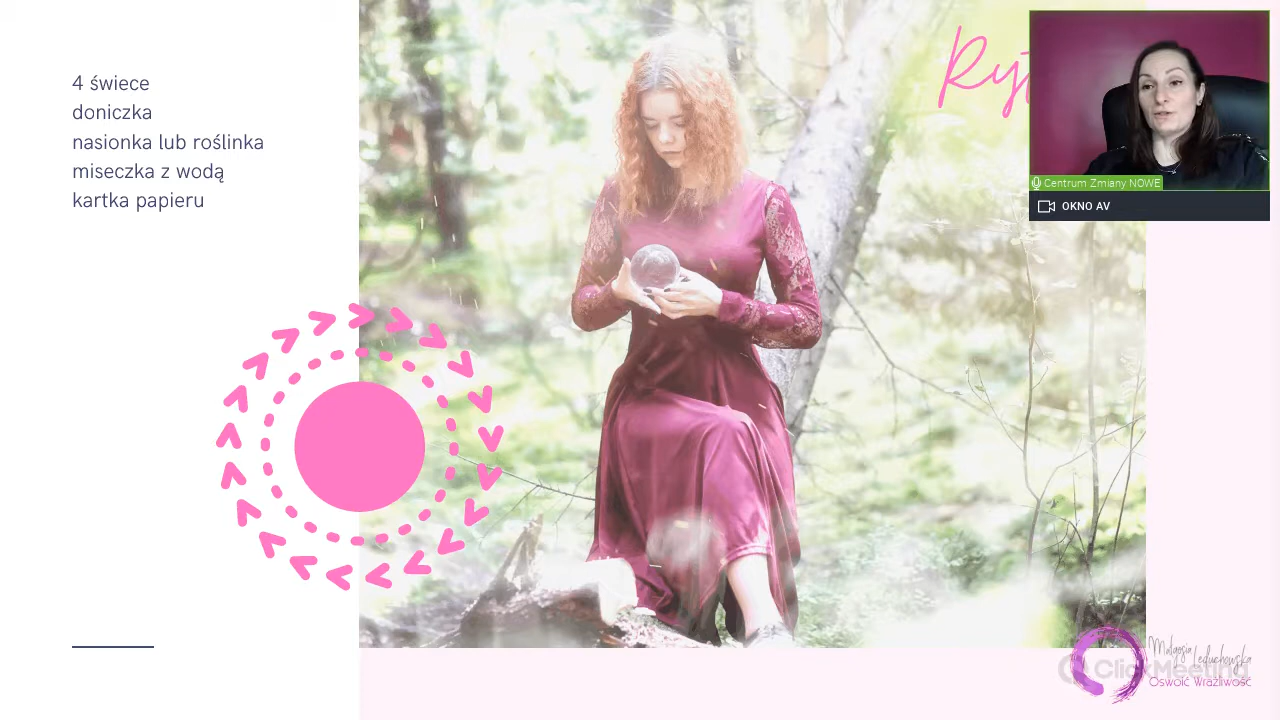 4 świece
doniczka
nasionka lub roślinka
miseczka z wodą
kartka papieru
Centrum Zmiany NOWE
OKNO AV
Małgosia Leduchowska
ClickMeeting
Oswoić Wrażliwość